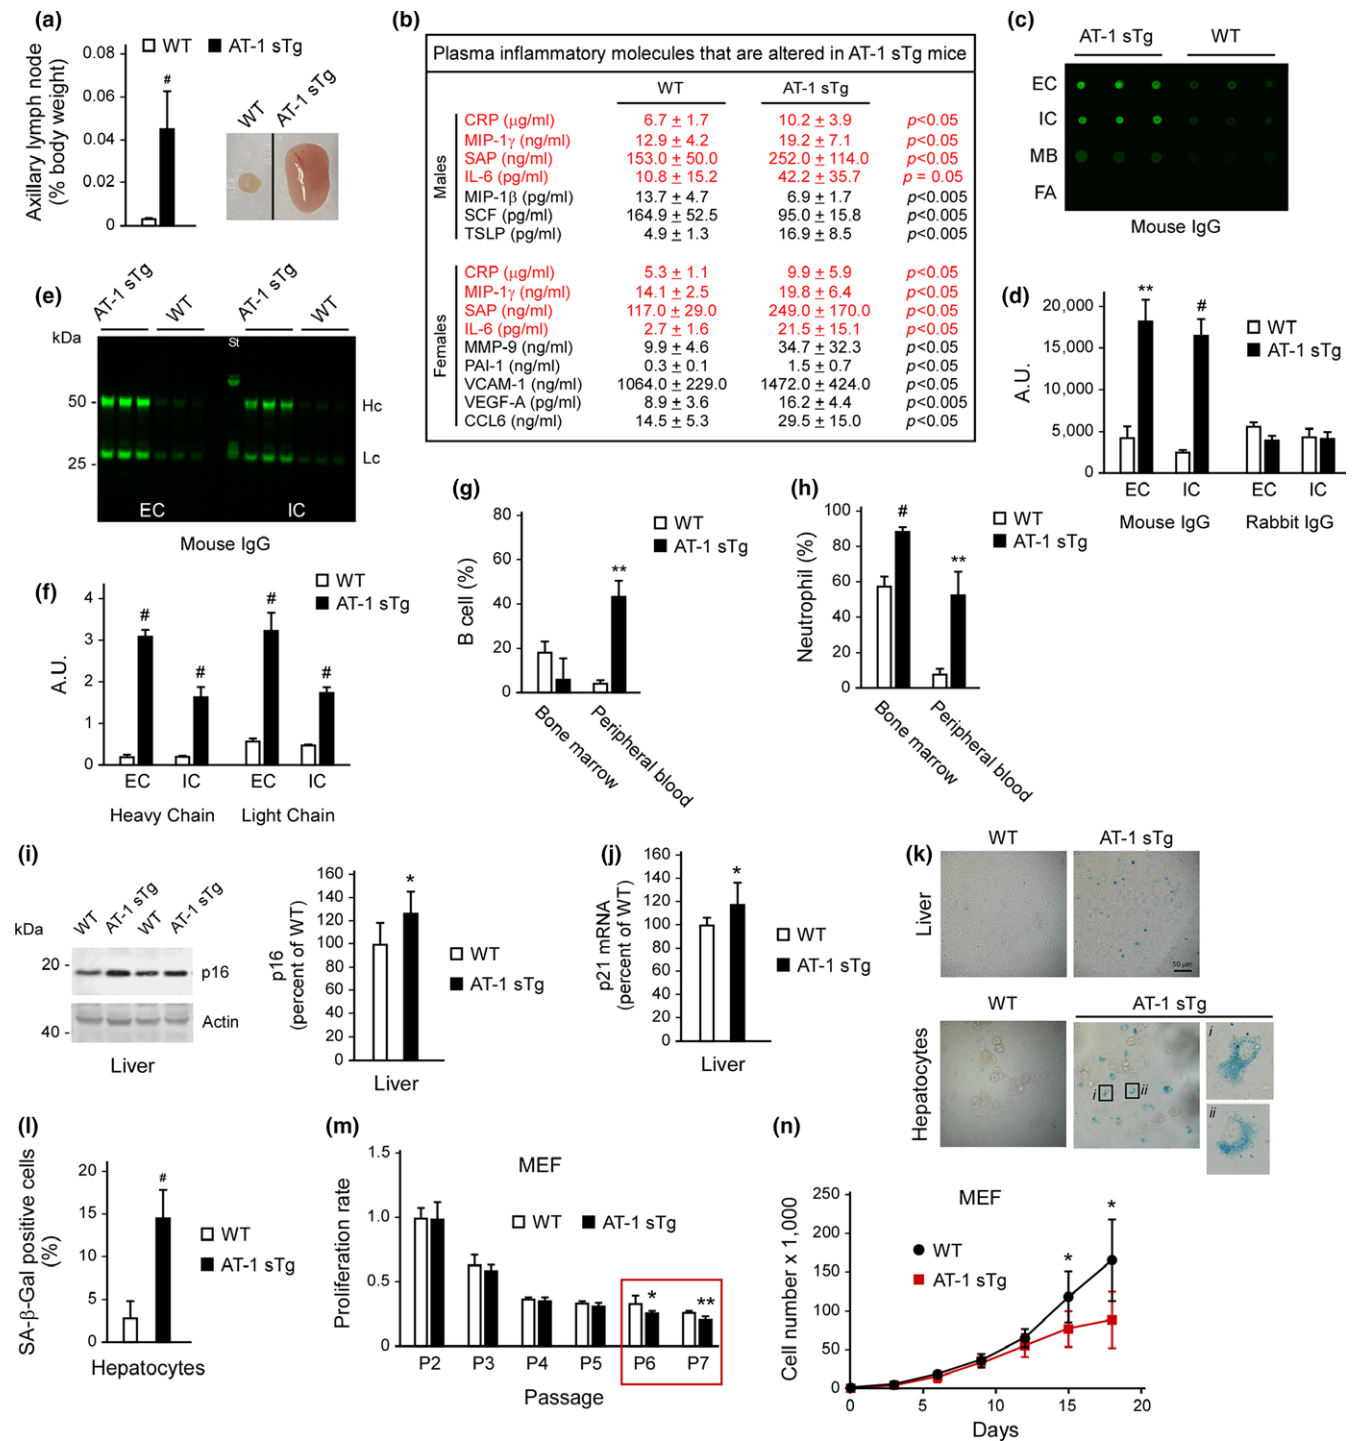 (a)
WT AT-1 sTg
Axillary lymph node
(% body weight)
0.08
0.06
0.04
0.02
0
#
WT AT-1 sTg
(b)
Plasma inflammatory molecules that are altered in AT-1 sTg mice
WT AT-1 sTg
Males
CRP (μg/ml) 6.7 ± 1.7 10.2 ± 3.9 p<0.05
MIP-1γ (ng/ml) 12.9 ± 4.2 19.2 ± 7.1 p<0.05
SAP (ng/ml) 153.0 ± 50.0 252.0 ± 114.0 p<0.05
IL-6 (pg/ml) 10.8 ± 15.2 42.2 ± 35.7 p = 0.05
MIP-1β (pg/ml) 13.7 ± 4.7 6.9 ± 1.7 p<0.005
SCF (pg/ml) 164.9 ± 52.5 95.0 ± 15.8 p<0.005
TSLP (pg/ml) 4.9 ± 1.3 16.9 ± 8.5 p<0.005
Females
CRP (μg/ml) 5.3 ± 1.1 9.9 ± 5.9 p<0.05
MIP-1γ (ng/ml) 14.1 ± 2.5 19.8 ± 6.4 p<0.05
SAP (ng/ml) 117.0 ± 29.0 249.0 ± 170.0 p<0.05
IL-6 (pg/ml) 2.7 ± 1.6 21.5 ± 15.1 p<0.05
MMP-9 (ng/ml) 9.9 ± 4.6 34.7 ± 32.3 p<0.05
PAI-1 (ng/ml) 0.3 ± 0.1 1.5 ± 0.7 p<0.05
VCAM-1 (ng/ml) 1064.0 ± 229.0 1472.0 ± 424.0 p<0.05
VEGF-A (pg/ml) 8.9 ± 3.6 16.2 ± 4.4 p<0.005
CCL6 (ng/ml) 14.5 ± 5.3 29.5 ± 15.0 p<0.05
(c)
AT-1 sTg WT
EC
IC
MB
FA
Mouse IgG
(d)
A.U.
20,000
15,000
10,000
5,000
0
** #
WT
AT-1 sTg
EC IC EC IC
Mouse IgG Rabbit IgG
(e)
AT-1 sTg WT AT-1 sTg WT
kDa
St
50 Hc
25 Lc
EC IC
Mouse IgG
(f)
WT
AT-1 sTg
A.U.
4
3
2
1
0
# # # #
EC IC EC IC
Heavy Chain Light Chain
(g)
B cell (%)
80
60
40
20
0
**
WT
AT-1 sTg
Bone marrow Peripheral blood
(h)
Neutrophil (%)
100
80
60
40
20
0
# **
WT
AT-1 sTg
Bone marrow Peripheral blood
(i)
WT AT-1 sTg WT AT-1 sTg
kDa
20 p16
40 Actin
Liver
p16
(percent of WT)
160
140
120
100
80
60
40
20
0
*
WT
AT-1 sTg
Liver
(j)
p21 mRNA
(percent of WT)
160
140
120
100
80
60
40
20
0
*
WT
AT-1 sTg
Liver
(k)
WT AT-1 sTg
Liver
50 μm
WT AT-1 sTg
Hepatocytes
i ii
i
ii
(l)
SA-β-Gal positive cells
(%)
20
15
10
5
0
#
WT
AT-1 sTg
Hepatocytes
(m)
MEF
Proliferation rate
1.5
1.0
0.5
0
WT AT-1 sTg
* **
P2 P3 P4 P5 P6 P7
Passage
(n)
MEF
Cell number x 1,000
250
200
150
100
50
0
WT
AT-1 sTg
* *
0 5 10 15 20
Days